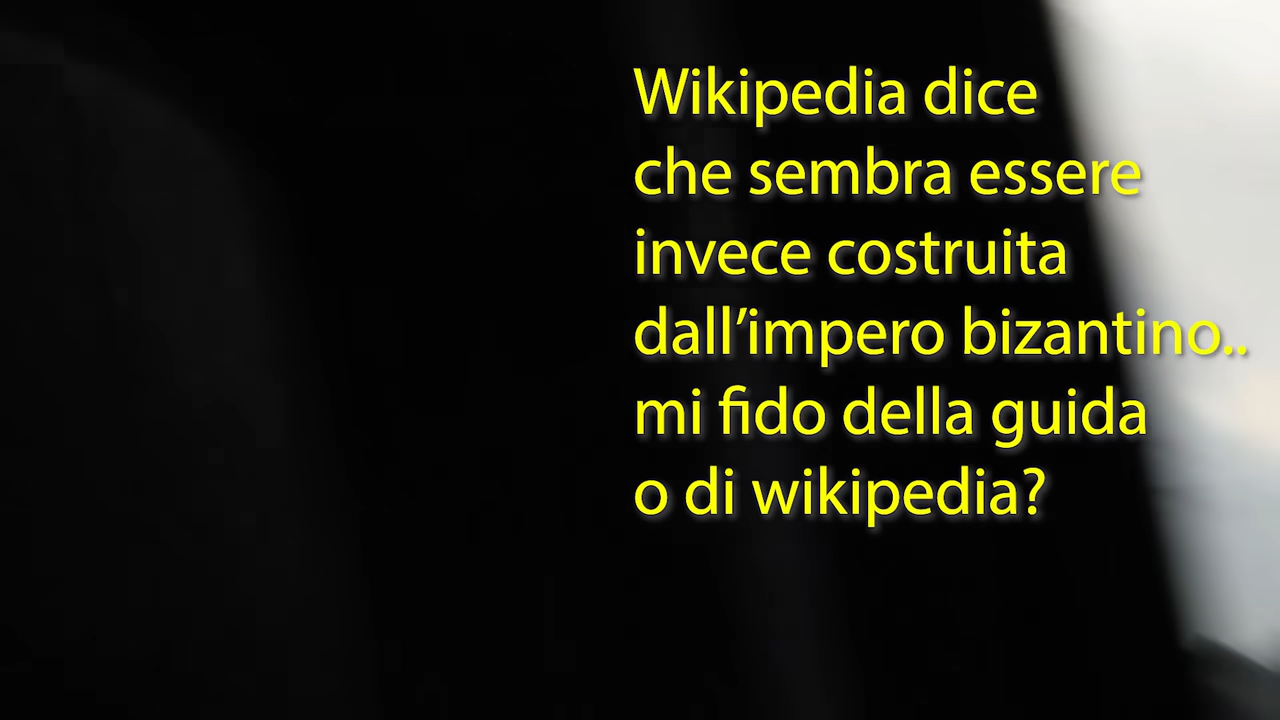 Wikipedia dice
che sembra essere
invece costruita
dall’impero bizantino..
mi fido della guida
o di wikipedia?